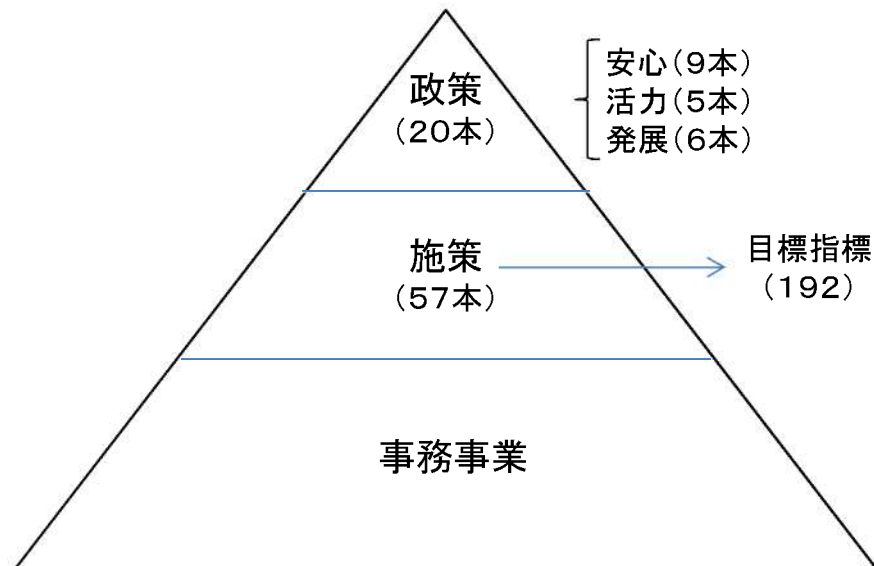 政策
（20本）
安心（9本）
活力（5本）
発展（6本）
施策
（57本）
目標指標
（192）
事務事業